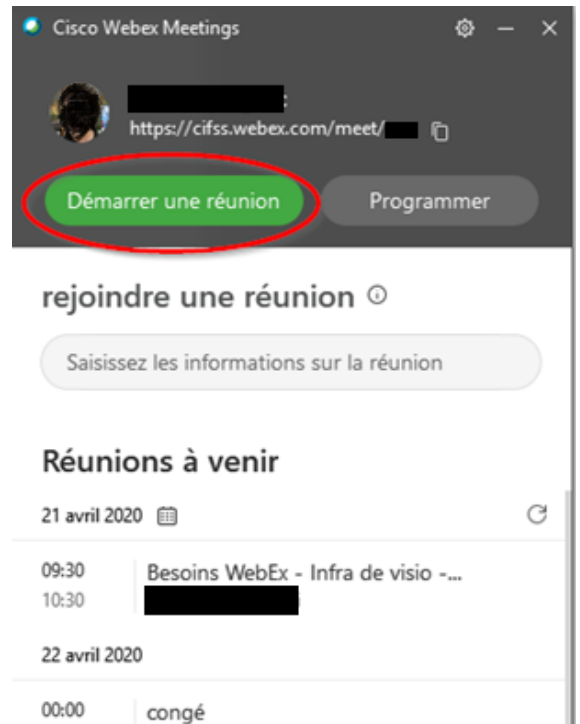 Cisco Webex Meetings
https://cifss.webex.com/meet/
Démarrer une réunion
Programmer
rejoindre une réunion
Saisissez les informations sur la réunion
Réunions à venir
21 avril 2020
09:30 Besoins WebEx - Infra de visio -...
10:30
22 avril 2020
00:00 congé